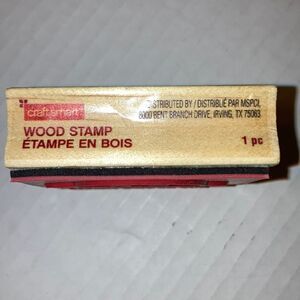 craftsmart
DISTRIBUTED BY / DISTRIBUÉ PAR MSPCI,
8000 BENT BRANCH DRIVE, IRVING, TX 75063
WOOD STAMP
ÉTAMPE EN BOIS
1 pc